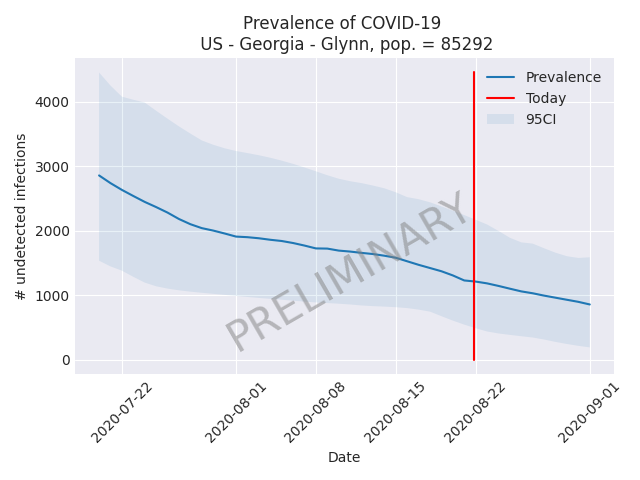 Prevalence of COVID-19
US - Georgia - Glynn, pop. = 85292
Prevalence
Today
95CI
4000
3000
2000
1000
0
# undetected infections
PRELIMINARY
2020-07-22
2020-08-01
2020-08-08
2020-08-15
2020-08-22
2020-09-01
Date